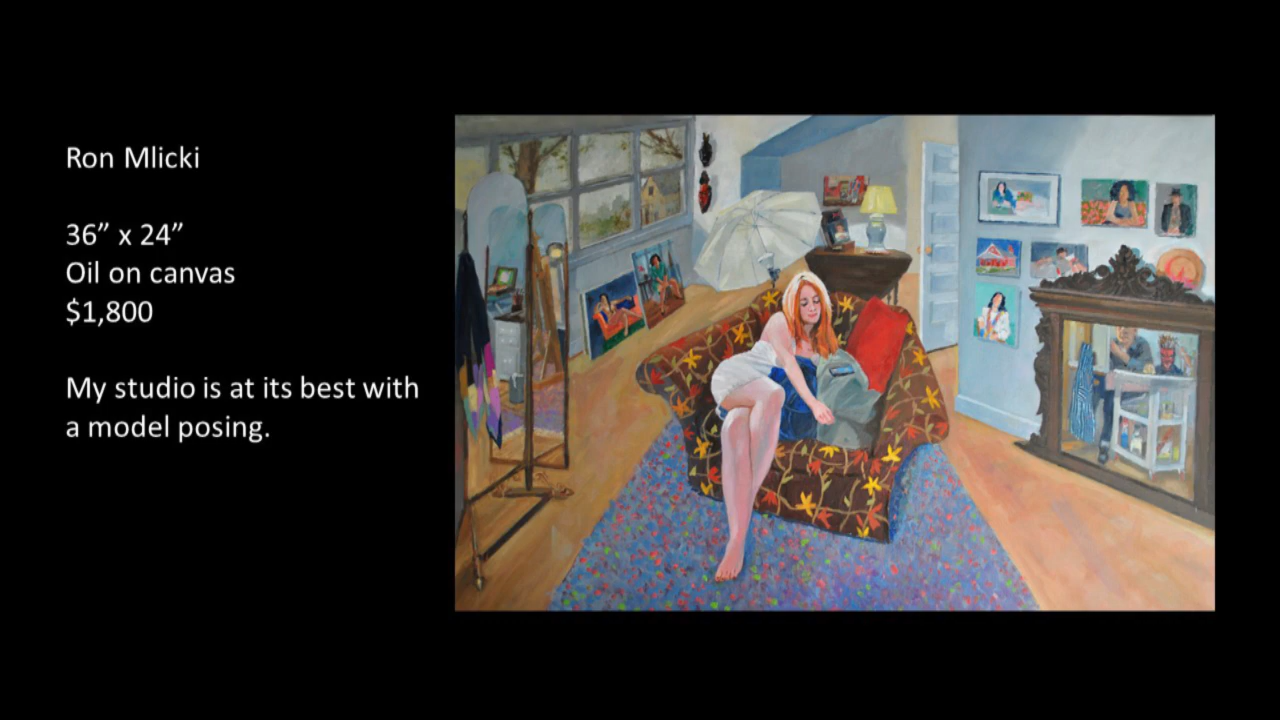 Ron Mlicki
36” x 24”
Oil on canvas
$1,800
My studio is at its best with
a model posing.